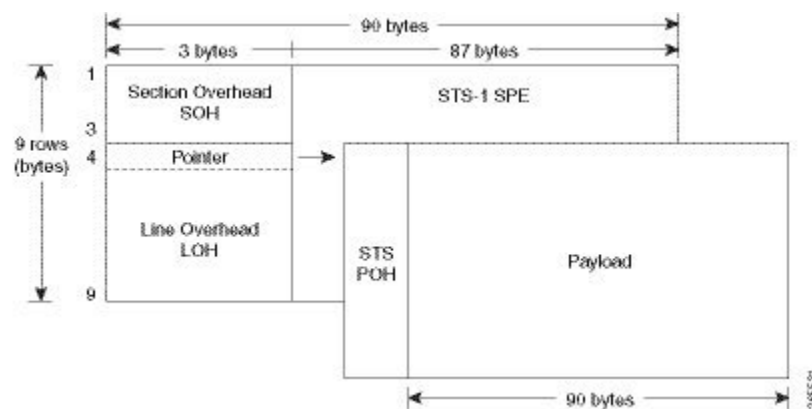 90 bytes
3 bytes
87 bytes
1
Section Overhead
SOH
STS-1 SPE
3
9 rows
(bytes)
4
Pointer
Line Overhead
LOH
STS
POH
Payload
9
90 bytes